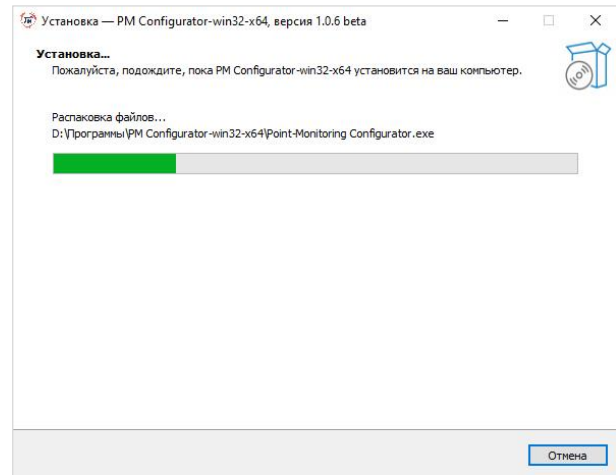 Установка — PM Configurator-win32-x64, версия 1.0.6 beta
Установка...
Пожалуйста, подождите, пока PM Configurator-win32-x64 установится на ваш компьютер.
Распаковка файлов...
D:\Программы\PM Configurator-win32-x64\Point-Monitoring Configurator.exe
Отмена